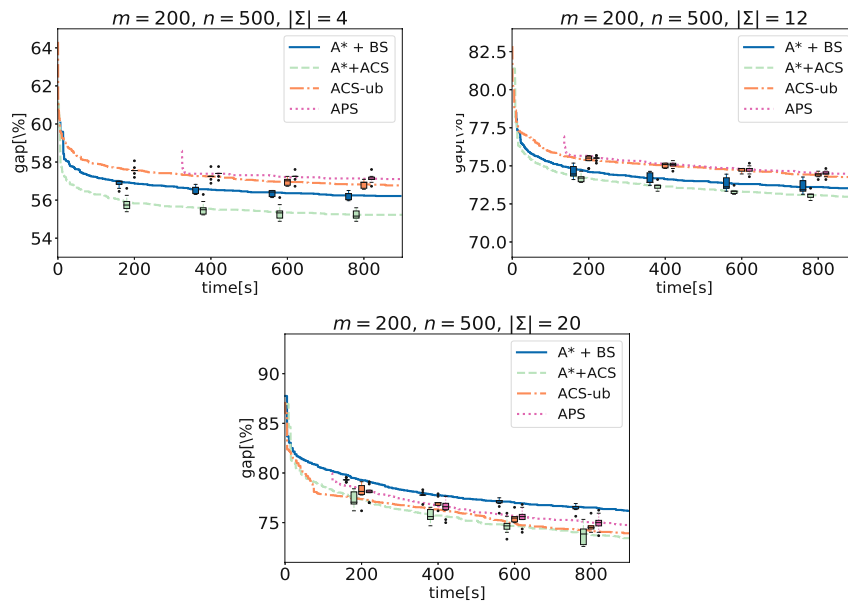 m = 200, n = 500, |Σ| = 4
64
62
60
58
56
54
gap[\%]
0
200
400
600
800
time[s]
A* + BS
A*+ACS
ACS-ub
APS
m = 200, n = 500, |Σ| = 12
82.5
80.0
77.5
75.0
72.5
70.0
gap[\%]
0
200
400
600
800
time[s]
A* + BS
A*+ACS
ACS-ub
APS
m = 200, n = 500, |Σ| = 20
90
85
80
75
gap[\%]
0
200
400
600
800
time[s]
A* + BS
A*+ACS
ACS-ub
APS